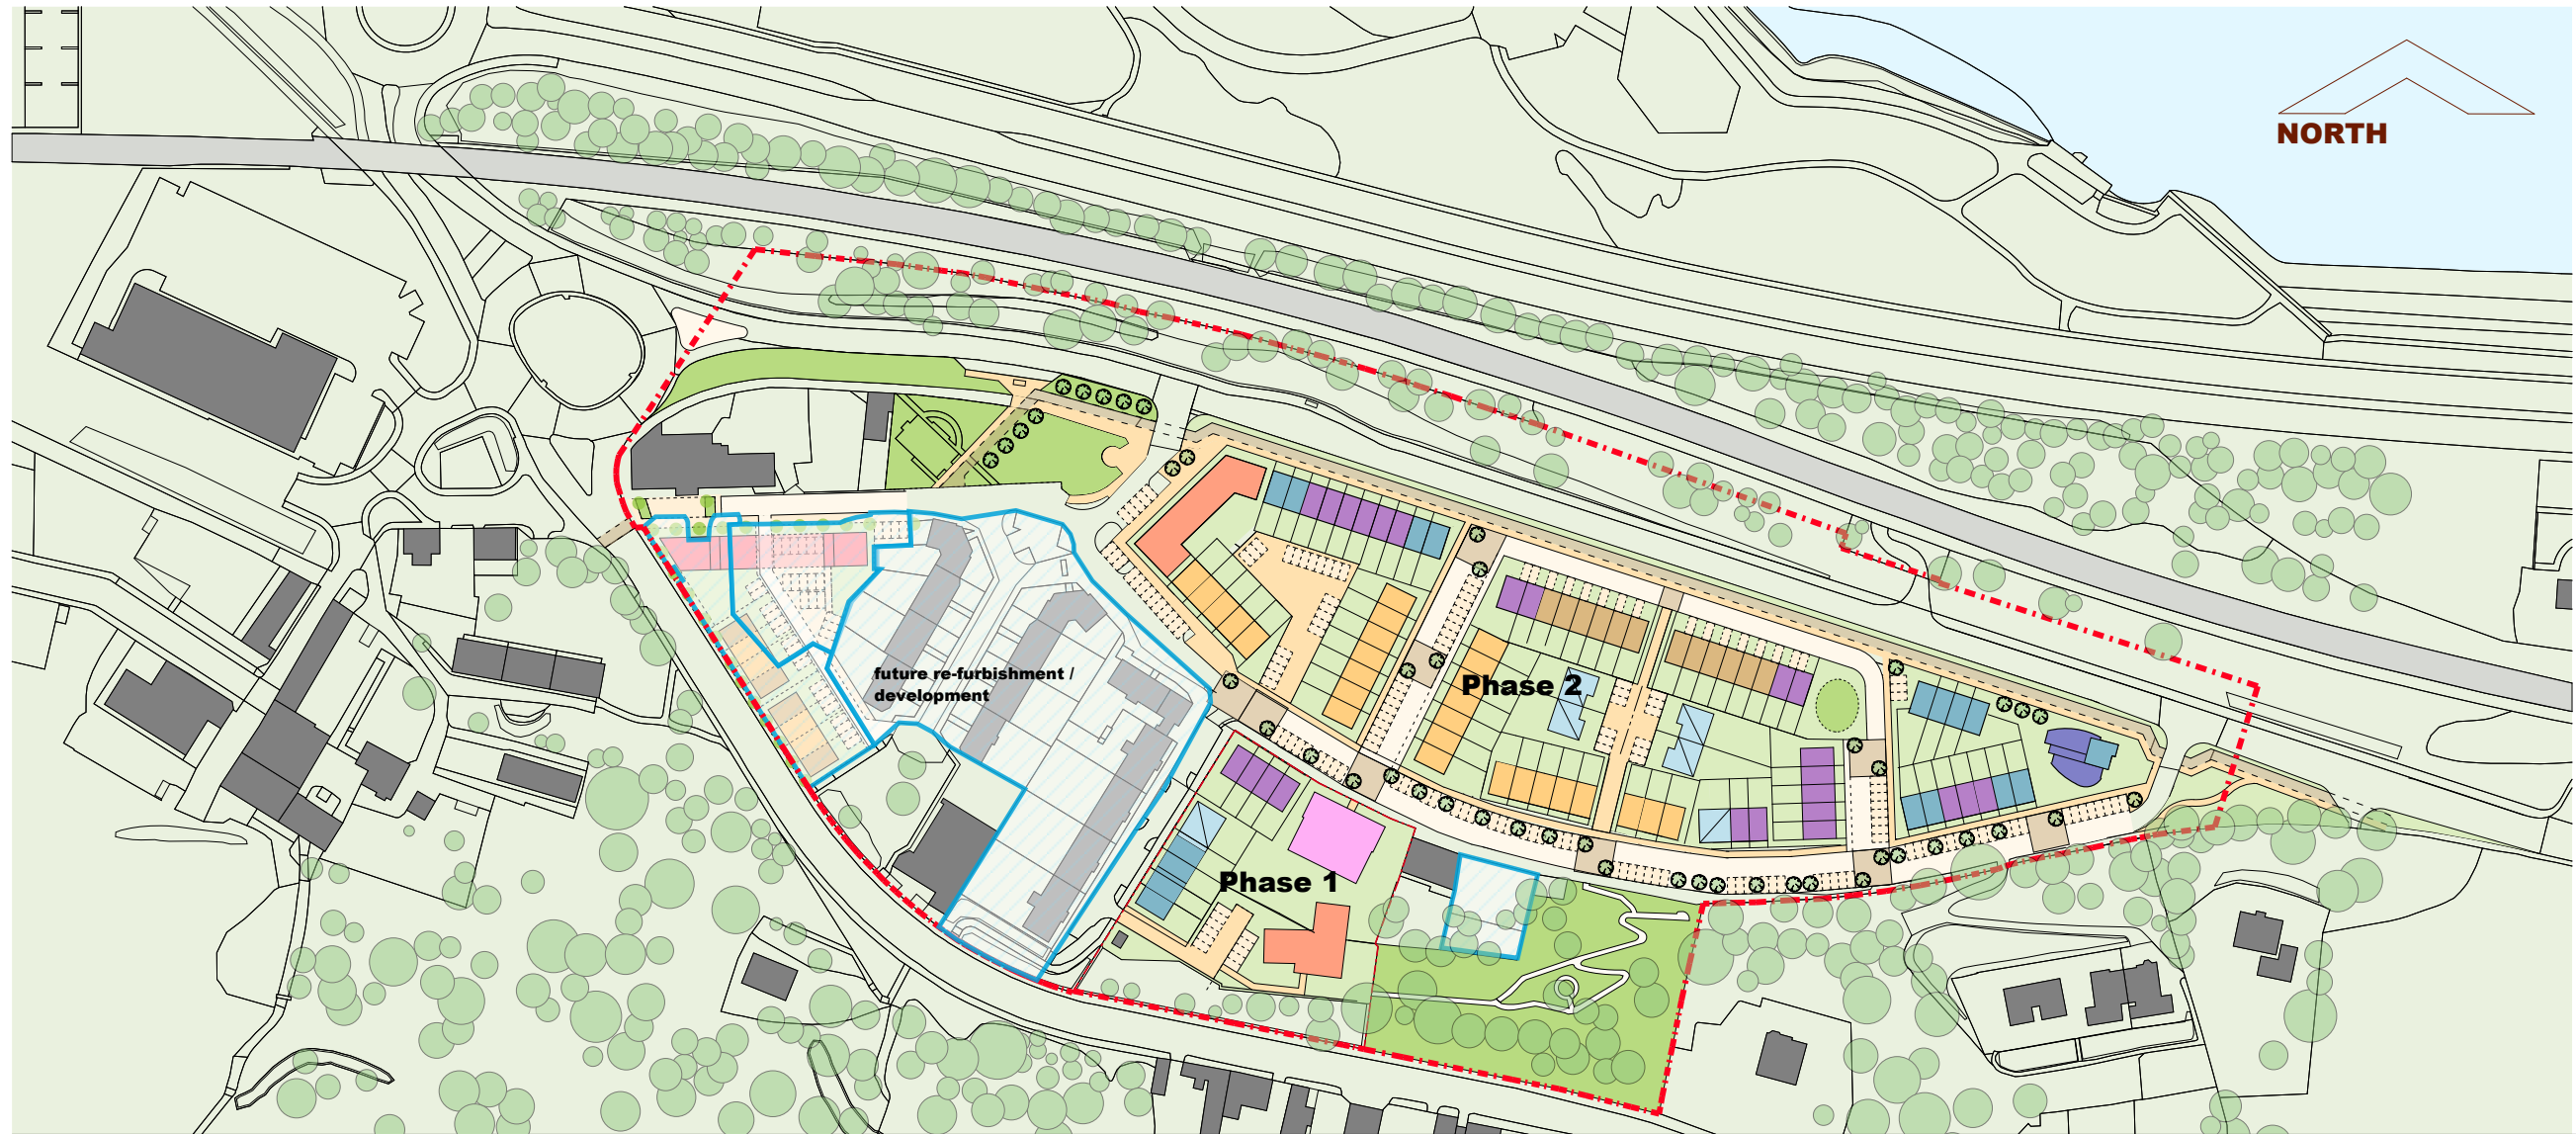 NORTH
future re-furbishment /
development
Phase 2
Phase 1